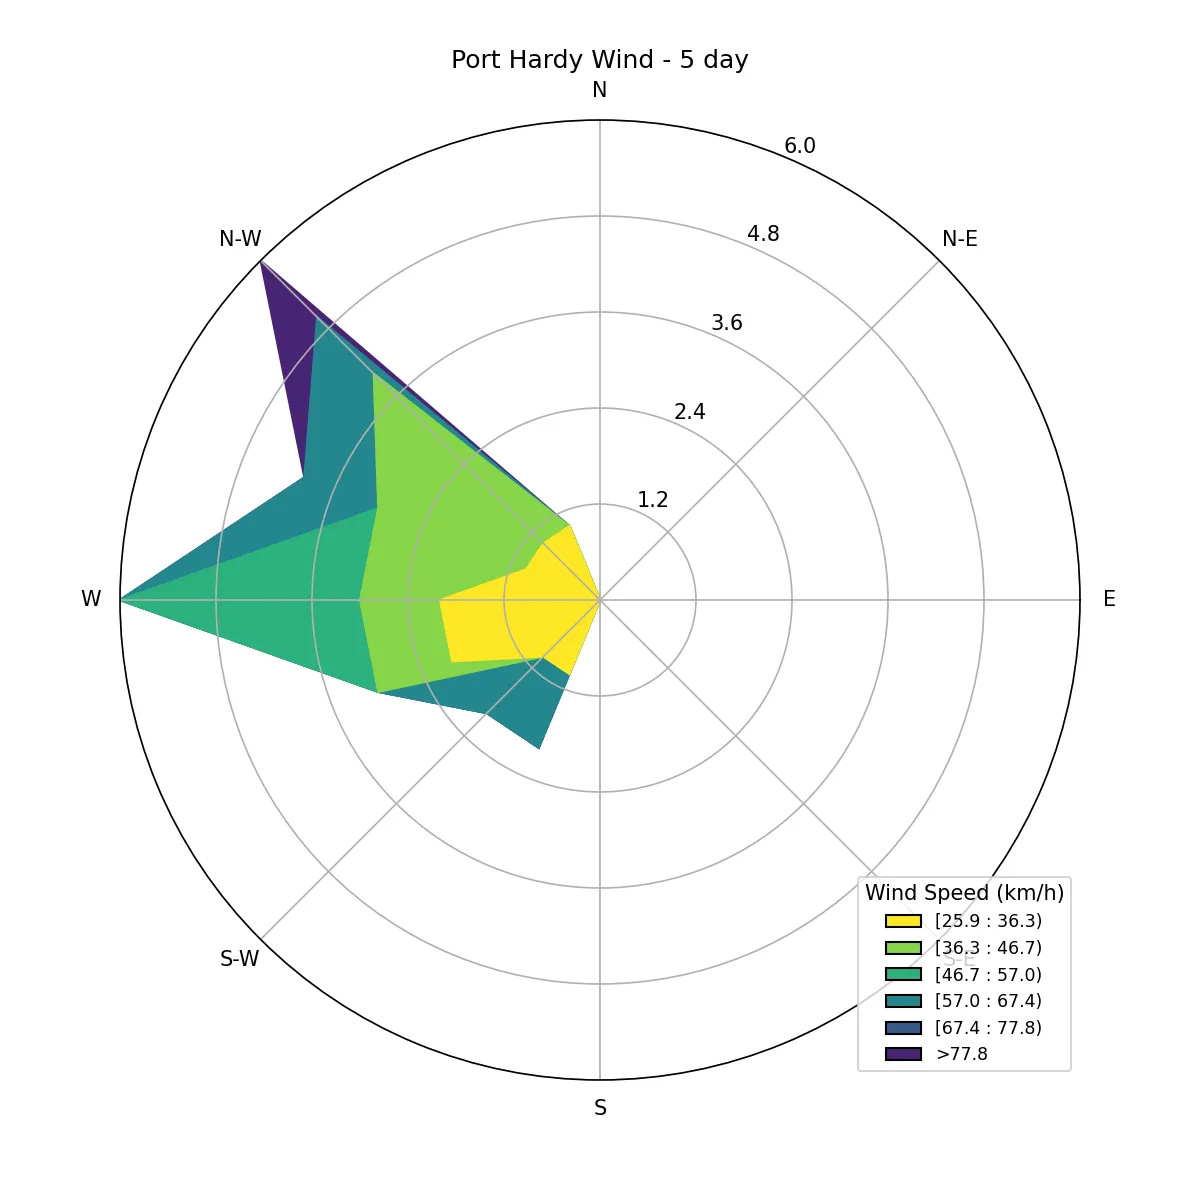 Port Hardy Wind - 5 day
N
6.0
N-W
N-E
4.8
3.6
2.4
1.2
W
E
S-W
S-E
S
Wind Speed (km/h)
[25.9 : 36.3)
[36.3 : 46.7)
[46.7 : 57.0)
[57.0 : 67.4)
[67.4 : 77.8)
>77.8